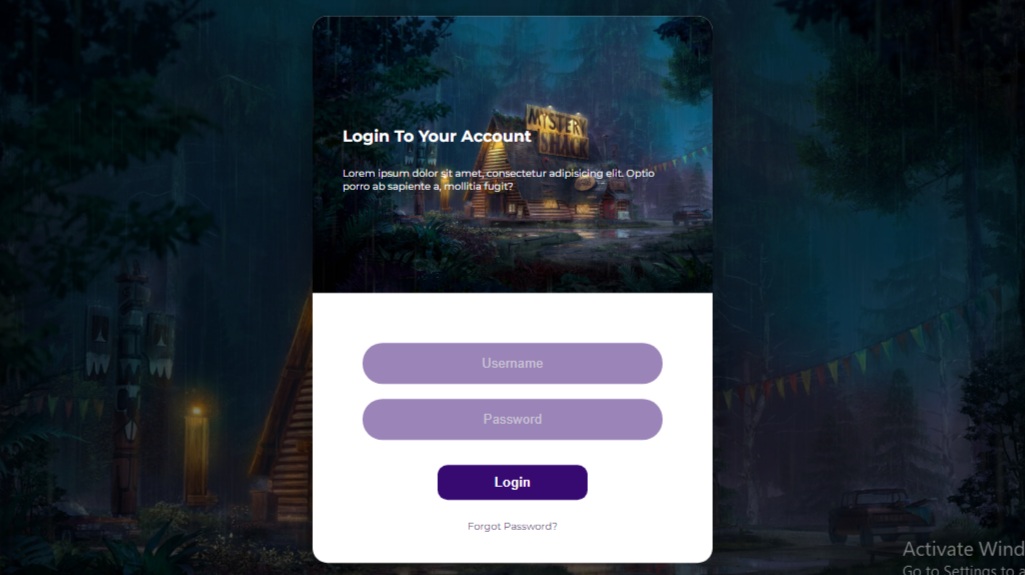 MYSTERY
SHACK
Login To Your Account
Lorem ipsum dolor sit amet, consectetur adipisicing elit. Optio
porro ab sapiente a, mollitia fugit?
Username
Password
Login
Forgot Password?
Activate Wind
Go to Settings to a